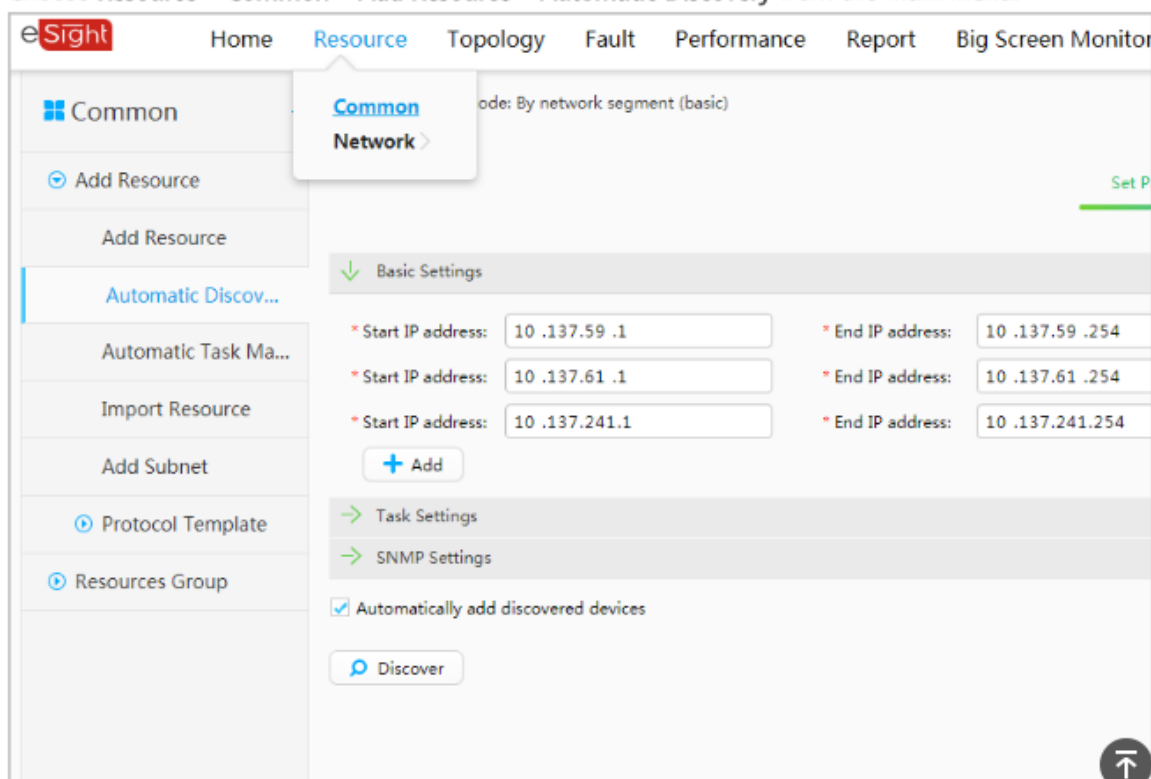 eSight Home Resource Topology Fault Performance Report Big Screen Monitor
Common
Network
ode: By network segment (basic)
Common
Add Resource
Set P
Add Resource
Automatic Discov...
Automatic Task Ma...
Import Resource
Add Subnet
Protocol Template
Resources Group
Basic Settings
* Start IP address: 10 .137.59 .1 * End IP address: 10 .137.59 .254
* Start IP address: 10 .137.61 .1 * End IP address: 10 .137.61 .254
* Start IP address: 10 .137.241.1 * End IP address: 10 .137.241.254
+ Add
Task Settings
SNMP Settings
Automatically add discovered devices
Discover